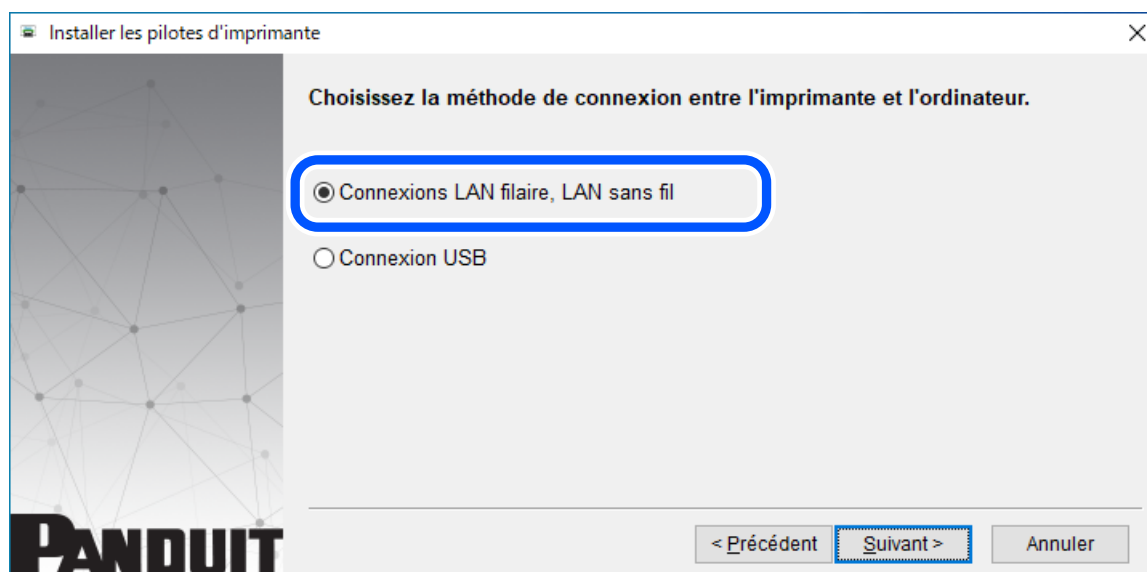 Installer les pilotes d'imprimante
Choisissez la méthode de connexion entre l'imprimante et l'ordinateur.
Connexions LAN filaire, LAN sans fil
Connexion USB
PANDUIT
< Précédent Suivant > Annuler